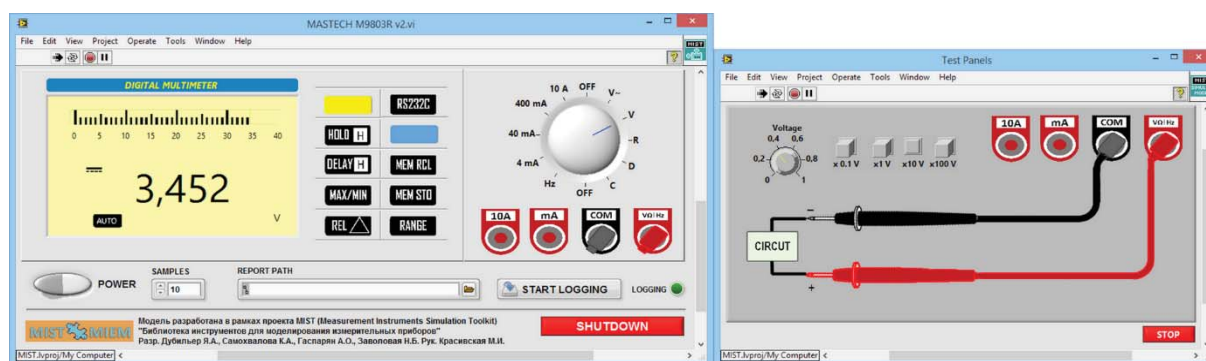 MASTECH M9803R v2.vi
File Edit View Project Operate Tools Window Help
MIST
DIGITAL MULTIMETER
0 5 10 15 20 25 30 35 40
3,452
AUTO
V
RS232C
HOLD H
DELAY H MEM RCL
MAX/MIN MEM STO
REL △ RANGE
10 A OFF V~
400 mA V
40 mA R
4 mA D
Hz OFF C
10A mA COM VΩ Hz
POWER
SAMPLES
10
REPORT PATH
START LOGGING
LOGGING
MIST MIEM
Модель разработана в рамках проекта MIST (Measurement Instruments Simulation Toolkit)
"Библиотека инструментов для моделирования измерительных приборов"
Разр. Дубильер Я.А., Самохвалова К.А., Гаспарян А.О., Заволовая Н.Б. Рук. Красивская М.И.
SHUTDOWN
MIST.lvproj/My Computer
Test Panels
File Edit View Project Operate Tools Window Help
MIST
Voltage
0,4 0,6
0,2 0,8
0 1
x 0.1 V x1 V x10 V x100 V
10A mA COM VΩ Hz
−
CIRCUT
+
STOP
MIST.lvproj/My Computer